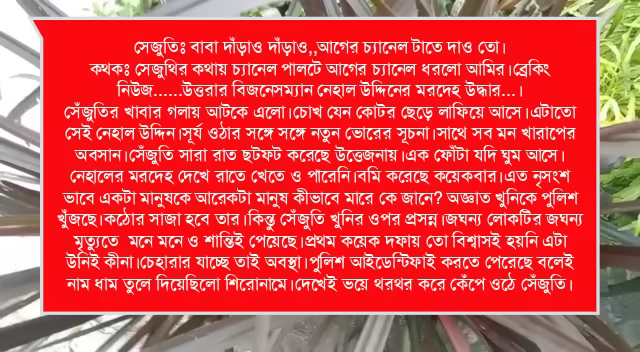 সেজুতিঃ বাবা দাঁড়াও দাঁড়াও,,আগের চ্যানেল টাতে দাও তো।
কথকঃ সেজুথির কথায় চ্যানেল পালটে আগের চ্যানেল ধরলো আমির।ব্রেকিং
নিউজ......উত্তরার বিজনেসম্যান নেহাল উদ্দিনের মরদেহ উদ্ধার...।
সেঁজুতির খাবার গলায় আটকে এলো।চোখ যেন কোটর ছেড়ে লাফিয়ে আসে।এটাতো
সেই নেহাল উদ্দিন।সূর্য ওঠার সঙ্গে সঙ্গে নতুন ভোরের সূচনা।সাথে সব মন খারাপের
অবসান।সেঁজুতি সারা রাত ছটফট করেছে উত্তেজনায়।এক ফোঁটা যদি ঘুম আসে।
নেহালের মরদেহ দেখে রাতে খেতে ও পারেনি।বমি করেছে কয়েকবার।এত নৃসংশ
ভাবে একটা মানুষকে আরেকটা মানুষ কীভাবে মারে কে জানে? অজ্ঞাত খুনিকে পুলিশ
খুঁজছে।কঠোর সাজা হবে তার।কিন্তু সেঁজুতি খুনির ওপর প্রসন্ন।জঘন্য লোকটির জঘন্য
মৃত্যুতে মনে মনে ও শান্তিই পেয়েছে।প্রথম কয়েক দফায় তো বিশ্বাসই হয়নি এটা
উনিই কীনা।চেহারার যাচ্ছে তাই অবস্থা।পুলিশ আইডেন্টিফাই করতে পেরেছে বলেই
নাম ধাম তুলে দিয়েছিলো শিরোনামে।দেখেই ভয়ে থরথর করে কেঁপে ওঠে সেঁজুতি।